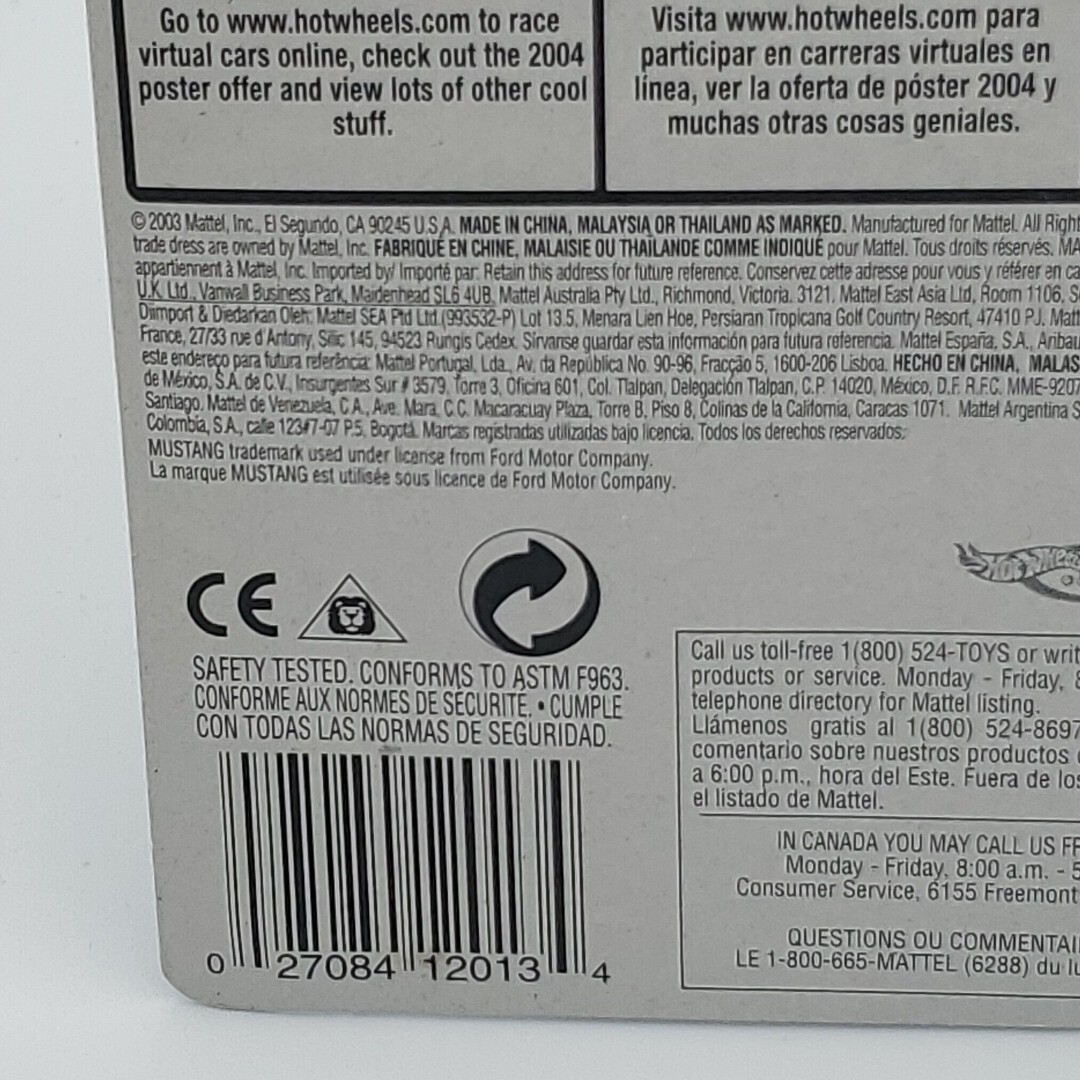 Go to www.hotwheels.com to race
virtual cars online, check out the 2004
poster offer and view lots of other cool
stuff.
Visita www.hotwheels.com para
participar en carreras virtuales en
línea, ver la oferta de póster 2004 y
muchas otras cosas geniales.
© 2003 Mattel, Inc., El Segundo, CA 90245 U.S.A. MADE IN CHINA, MALAYSIA OR THAILAND AS MARKED. Manufactured for Mattel. All Right
trade dress are owned by Mattel, Inc. FABRIQUÉ EN CHINE, MALAISIE OU THAÏLANDE COMME INDIQUÉ pour Mattel. Tous droits réservés. MA
appartiennent à Mattel, Inc. Imported by/ Importé par: Retain this address for future reference. Conservez cette adresse pour vous y référer en ca
U.K. Ltd., Vanwall Business Park, Maidenhead SL6 4UB. Mattel Australia Pty Ltd., Richmond, Victoria. 3121. Mattel East Asia Ltd, Room 1106, S
Diimport & Diedarkan Oleh: Mattel SEA Ptd Ltd.(993532-P) Lot 13.5, Menara Lien Hoe, Persiaran Tropicana Golf Country Resort, 47410 PJ. Matt
France, 27/33 rue d'Antony, Silic 145, 94523 Rungis Cedex. Sírvanse guardar esta información para futura referencia. Mattel España, S.A., Aribau
este endereço para futura referência: Mattel Portugal, Lda., Av. da República No. 90-96, Fracção 5, 1600-206 Lisboa. HECHO EN CHINA, MALAS
de México, S.A. de C.V., Insurgentes Sur # 3579, Torre 3, Oficina 601, Col. Tlalpan, Delegación Tlalpan, C.P. 14020, México, D.F. R.F.C. MME-9207
Santiago. Mattel de Venezuela, C.A., Ave. Mara, C.C. Macaracuay Plaza, Torre B, Piso 8, Colinas de la California, Caracas 1071. Mattel Argentina S
Colombia, S.A., calle 123#7-07 P.5, Bogotá. Marcas registradas utilizadas bajo licencia. Todos los derechos reservados.
MUSTANG trademark used under license from Ford Motor Company.
La marque MUSTANG est utilisée sous licence de Ford Motor Company.
CE
HOT WHEELS
SAFETY TESTED. CONFORMS TO ASTM F963.
CONFORME AUX NORMES DE SÉCURITÉ. • CUMPLE
CON TODAS LAS NORMAS DE SEGURIDAD.
0 27084 12013 4
Call us toll-free 1(800) 524-TOYS or writ
products or service. Monday - Friday, 8
telephone directory for Mattel listing.
Llámenos gratis al 1(800) 524-8697
comentario sobre nuestros productos
a 6:00 p.m., hora del Este. Fuera de los
el listado de Mattel.
IN CANADA YOU MAY CALL US FR
Monday - Friday, 8:00 a.m. - 5
Consumer Service, 6155 Freemont
QUESTIONS OU COMMENTAI
LE 1-800-665-MATTEL (6288) du lu